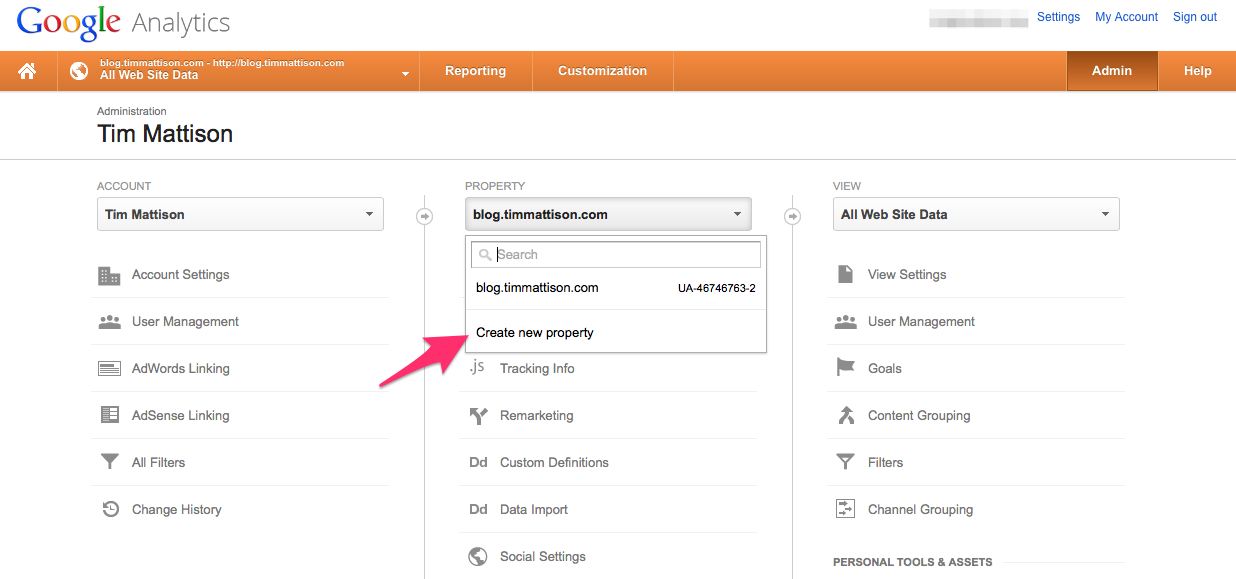 Google Analytics
Settings My Account Sign out
blog.timmattison.com - http://blog.timmattison.com
All Web Site Data
Reporting
Customization
Admin
Help
Administration
Tim Mattison
ACCOUNT
Tim Mattison
Account Settings
User Management
AdWords Linking
AdSense Linking
All Filters
Change History
PROPERTY
blog.timmattison.com
Search
blog.timmattison.com UA-46746763-2
Create new property
.js Tracking Info
Remarketing
Dd Custom Definitions
Dd Data Import
Social Settings
VIEW
All Web Site Data
View Settings
User Management
Goals
Content Grouping
Filters
Channel Grouping
PERSONAL TOOLS & ASSETS